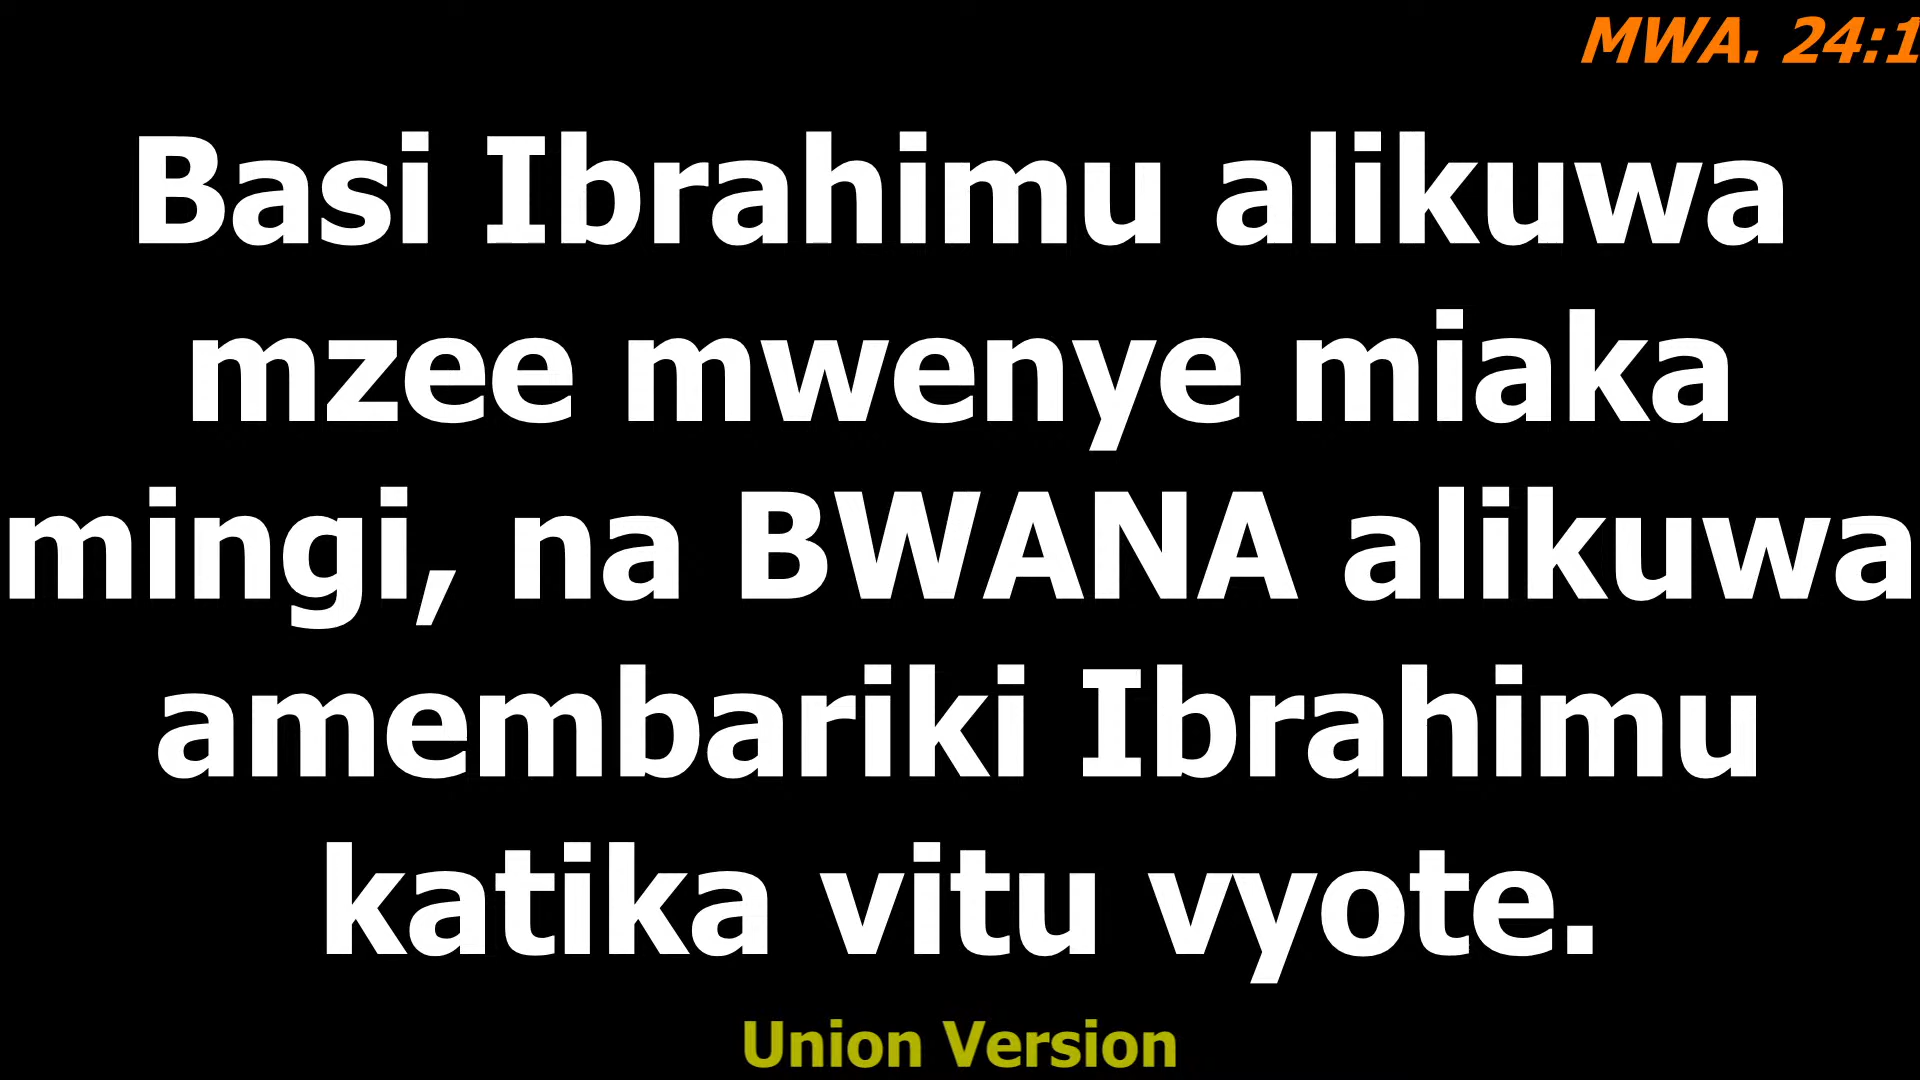 MWA. 24:1
Basi Ibrahimu alikuwa
mzee mwenye miaka
mingi, na BWANA alikuwa
amembariki Ibrahimu
katika vitu vyote.
Union Version